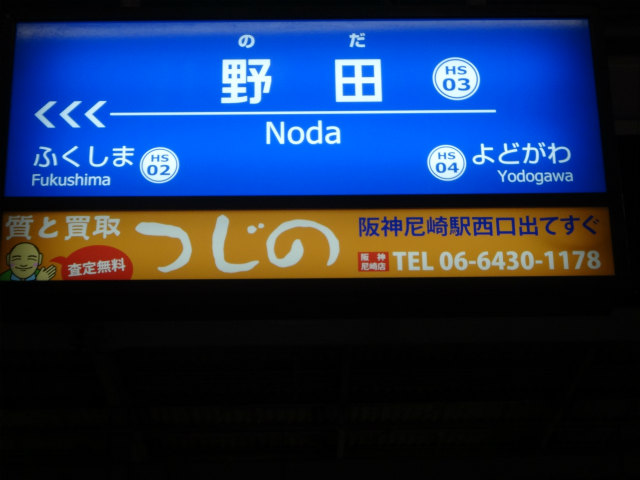 のだ
野田 HS 03
<<<
Noda
ふくしま HS 02
Fukushima
HS 04 よどがわ
Yodogawa
質と買取
査定無料
つじの
阪神尼崎駅西口出てすぐ
阪神
尼崎店
TEL 06-6430-1178